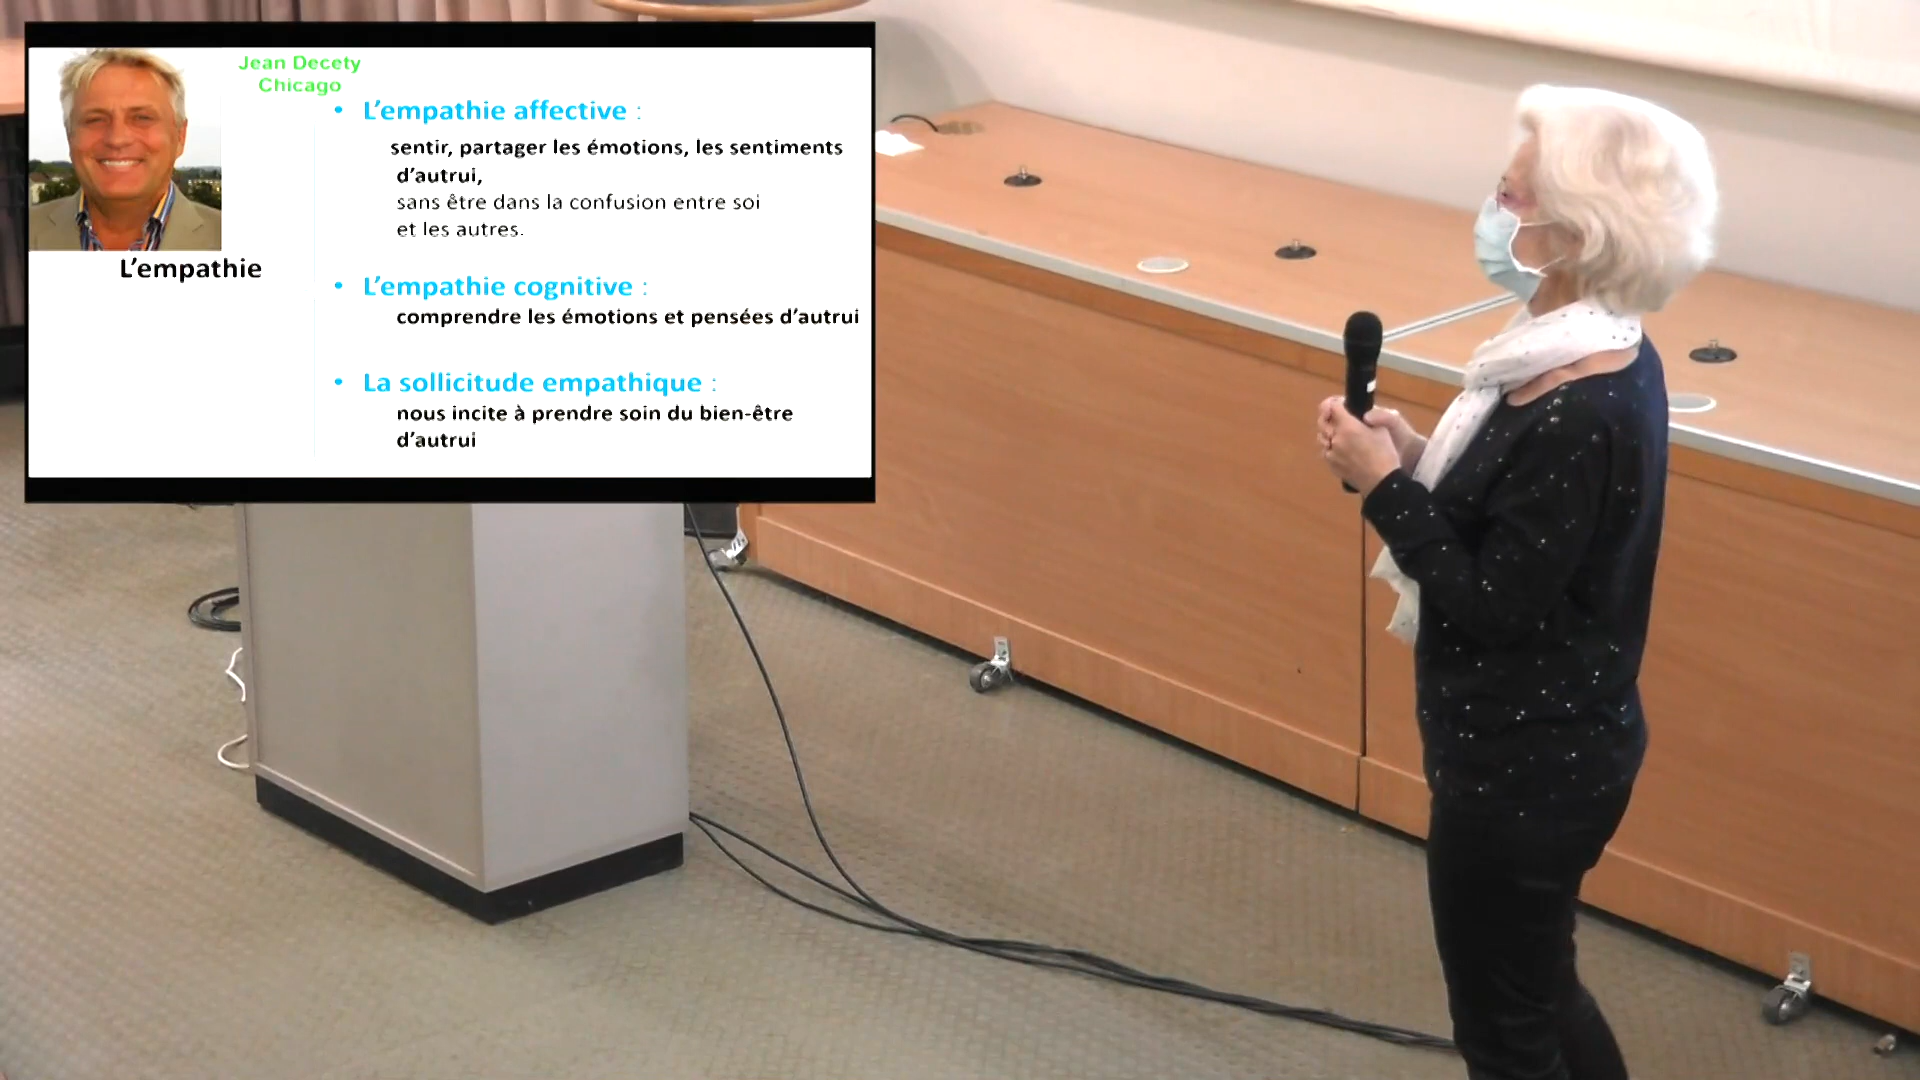 Jean Decety
Chicago
L'empathie
• L'empathie affective :
sentir, partager les émotions, les sentiments
d'autrui,
sans être dans la confusion entre soi
et les autres.
• L'empathie cognitive :
comprendre les émotions et pensées d'autrui
• La sollicitude empathique :
nous incite à prendre soin du bien-être
d'autrui